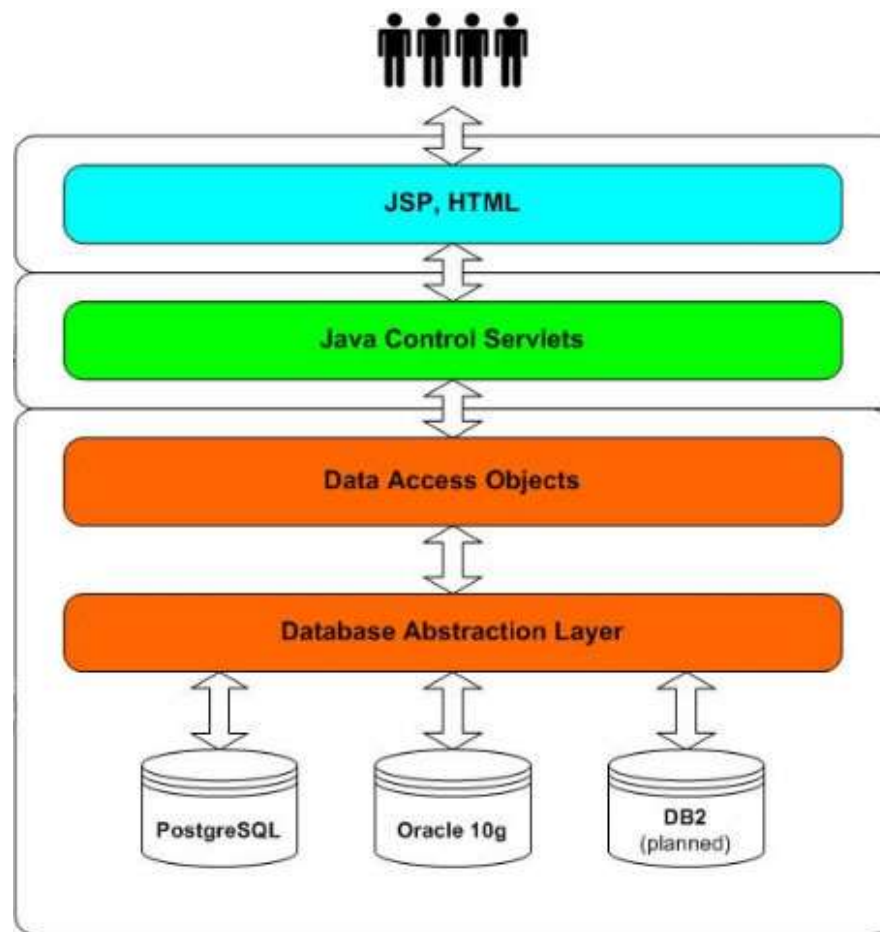 JSP, HTML
Java Control Servlets
Data Access Objects
Database Abstraction Layer
PostgreSQL
Oracle 10g
DB2
(planned)